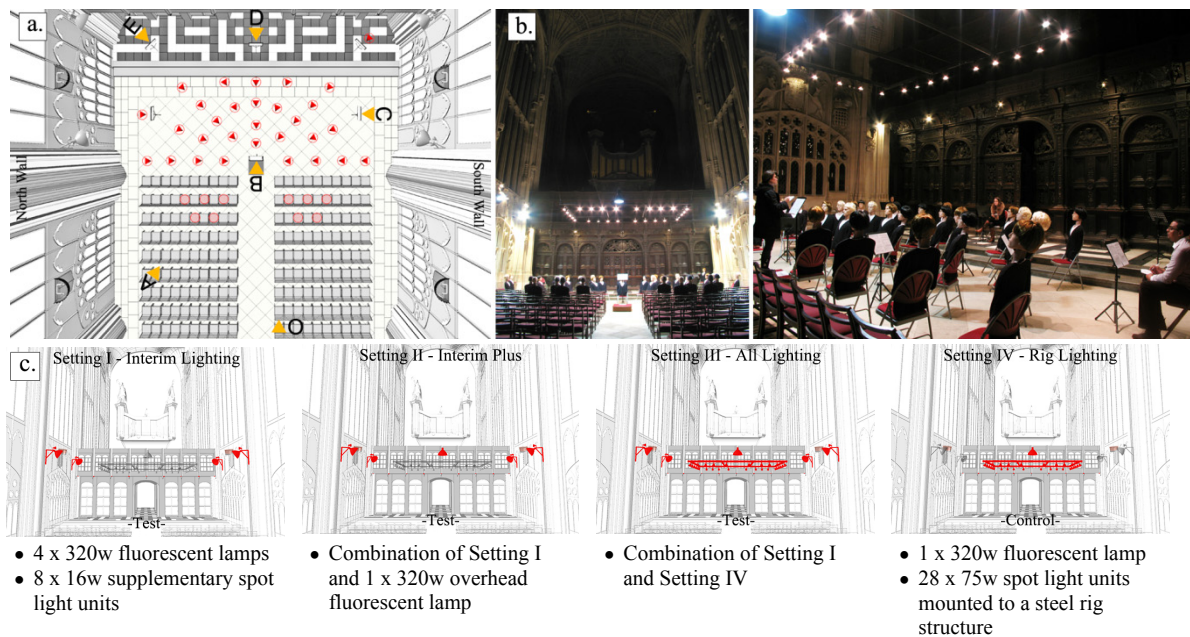 a.
E
D
C
B
A
O
North Wall
South Wall
b.
c.
Setting I - Interim Lighting
-Test-
• 4 x 320w fluorescent lamps
• 8 x 16w supplementary spot
light units
Setting II - Interim Plus
-Test-
• Combination of Setting I
and 1 x 320w overhead
fluorescent lamp
Setting III - All Lighting
-Test-
• Combination of Setting I
and Setting IV
Setting IV - Rig Lighting
-Control-
• 1 x 320w fluorescent lamp
• 28 x 75w spot light units
mounted to a steel rig
structure